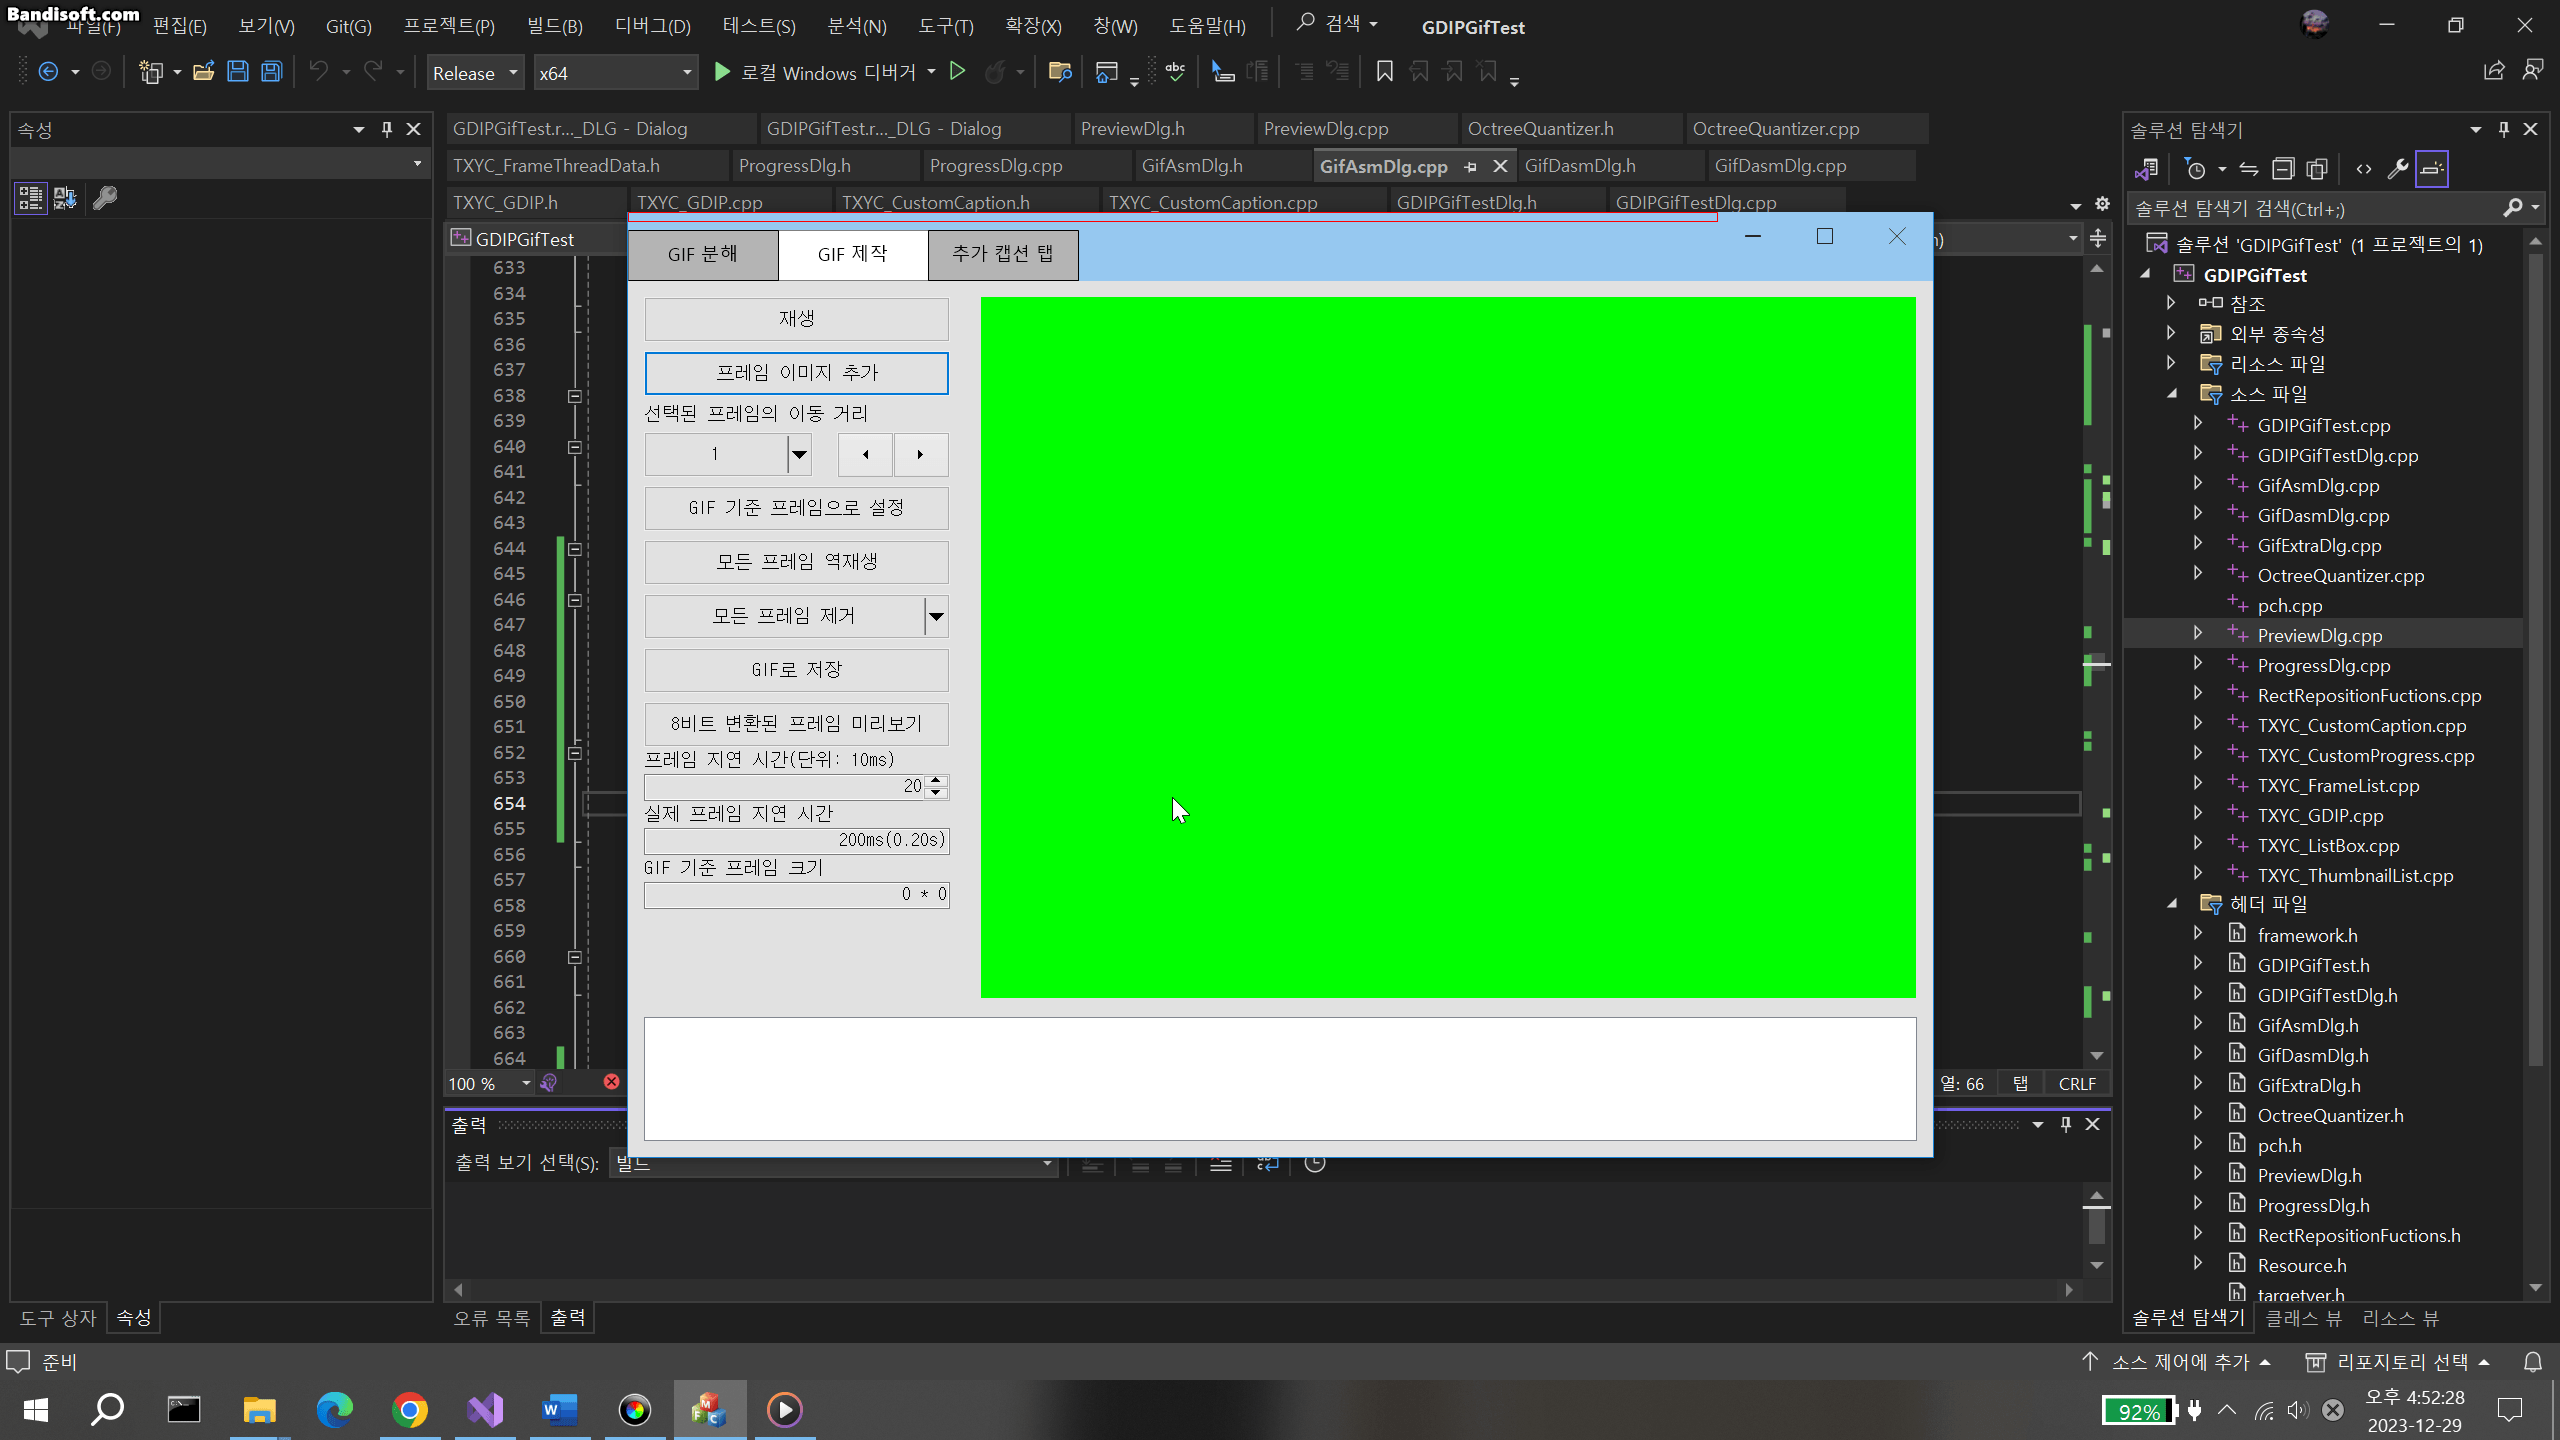 Bandisoft.com
파일(F) 편집(E) 보기(V) Git(G) 프로젝트(P) 빌드(B) 디버그(D) 테스트(S) 분석(N) 도구(T) 확장(X) 창(W) 도움말(H) 검색 GDIPGifTest
Release x64 로컬 Windows 디버거
속성
GDIPGifTest.r..._DLG - Dialog GDIPGifTest.r..._DLG - Dialog PreviewDlg.h PreviewDlg.cpp OctreeQuantizer.h OctreeQuantizer.cpp
TXYC_FrameThreadData.h ProgressDlg.h ProgressDlg.cpp GifAsmDlg.h GifAsmDlg.cpp GifDasmDlg.h GifDasmDlg.cpp
TXYC_GDIP.h TXYC_GDIP.cpp TXYC_CustomCaption.h TXYC_CustomCaption.cpp GDIPGifTestDlg.h GDIPGifTestDlg.cpp
GDIPGifTest
633
634
635
636
637
638
639
640
641
642
643
644
645
646
647
648
649
650
651
652
653
654
655
656
657
658
659
660
661
662
663
664
100 %
열: 66 탭 CRLF
GIF 분해 GIF 제작 추가 캡션 탭
재생
프레임 이미지 추가
선택된 프레임의 이동 거리
1
GIF 기준 프레임으로 설정
모든 프레임 역재생
모든 프레임 제거
GIF로 저장
8비트 변환된 프레임 미리보기
프레임 지연 시간(단위: 10ms)
20
실제 프레임 지연 시간
200ms(0.20s)
GIF 기준 프레임 크기
0 * 0
출력
출력 보기 선택(S): 빌드
도구 상자 속성
오류 목록 출력
솔루션 탐색기
솔루션 탐색기 검색(Ctrl+;)
솔루션 'GDIPGifTest' (1 프로젝트의 1)
GDIPGifTest
참조
외부 종속성
리소스 파일
소스 파일
GDIPGifTest.cpp
GDIPGifTestDlg.cpp
GifAsmDlg.cpp
GifDasmDlg.cpp
GifExtraDlg.cpp
OctreeQuantizer.cpp
pch.cpp
PreviewDlg.cpp
ProgressDlg.cpp
RectRepositionFuctions.cpp
TXYC_CustomCaption.cpp
TXYC_CustomProgress.cpp
TXYC_FrameList.cpp
TXYC_GDIP.cpp
TXYC_ListBox.cpp
TXYC_ThumbnailList.cpp
헤더 파일
framework.h
GDIPGifTest.h
GDIPGifTestDlg.h
GifAsmDlg.h
GifDasmDlg.h
GifExtraDlg.h
OctreeQuantizer.h
pch.h
PreviewDlg.h
ProgressDlg.h
RectRepositionFuctions.h
Resource.h
targetver.h
솔루션 탐색기 클래스 뷰 리소스 뷰
준비
소스 제어에 추가 리포지토리 선택
92%
오후 4:52:28
2023-12-29